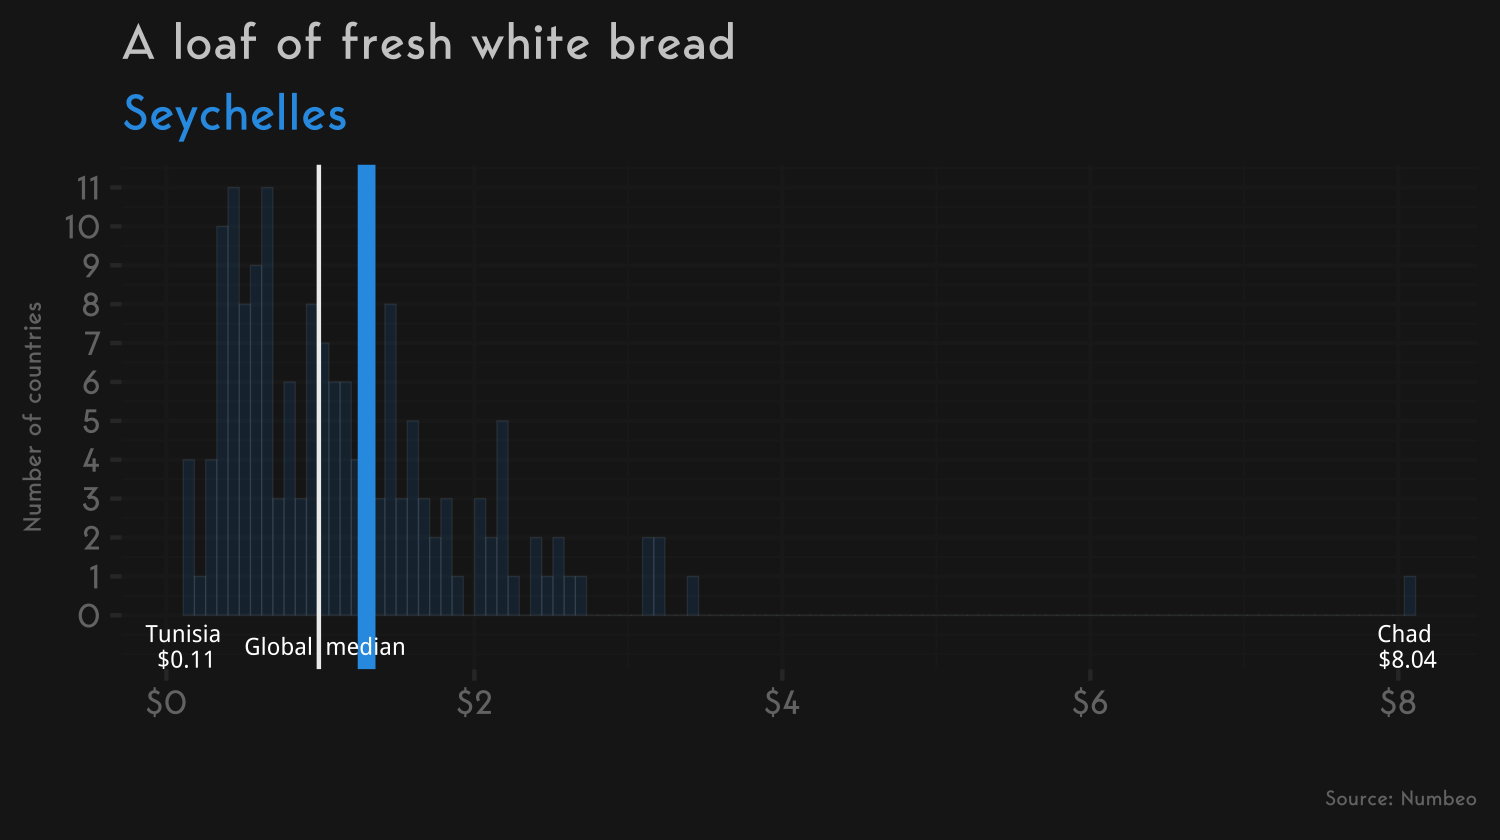 A loaf of fresh white bread
Seychelles
Number of countries
11
10
9
8
7
6
5
4
3
2
1
0
Tunisia
$0.11
Global median
Chad
$8.04
$0 $2 $4 $6 $8
Source: Numbeo